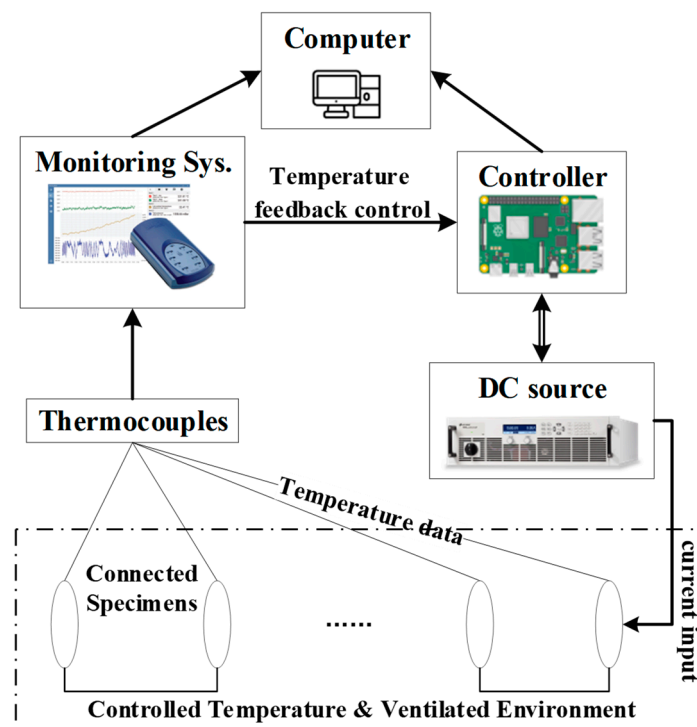 Computer
Monitoring Sys.
Temperature
feedback control
Controller
DC source
Thermocouples
Temperature data
current input
Connected
Specimens
......
Controlled Temperature & Ventilated Environment